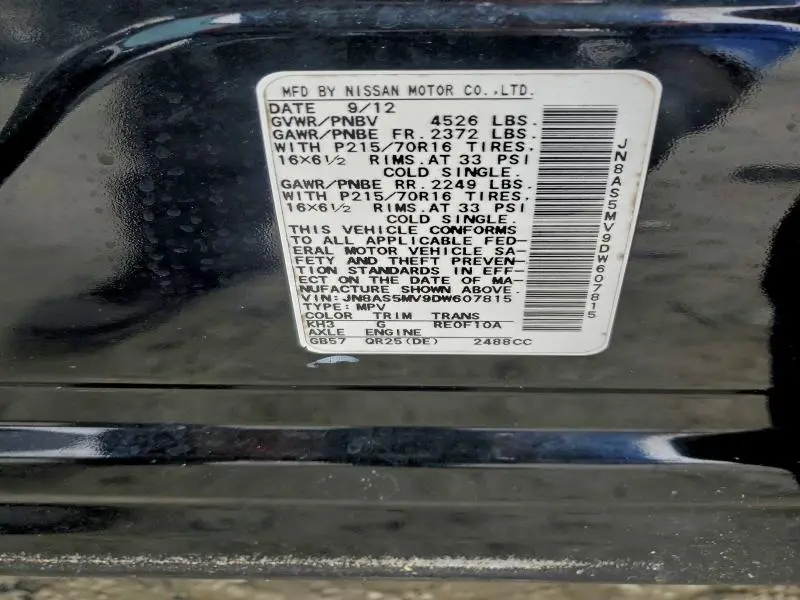 MFD BY NISSAN MOTOR CO.,LTD.
DATE 9/12
GVWR/PNBV 4526 LBS.
GAWR/PNBE FR. 2372 LBS.
WITH P215/70R16 TIRES.
16×6½ RIMS. AT 33 PSI
COLD SINGLE.
GAWR/PNBE RR. 2249 LBS.
WITH P215/70R16 TIRES.
16×6½ RIMS. AT 33 PSI
COLD SINGLE.
THIS VEHICLE CONFORMS
TO ALL APPLICABLE FED-
ERAL MOTOR VEHICLE SA-
FETY AND THEFT PREVEN-
TION STANDARDS IN EFF-
ECT ON THE DATE OF MA-
NUFACTURE SHOWN ABOVE.
VIN: JN8AS5MV9DW607815
TYPE: MPV
COLOR TRIM TRANS
KH3 G RE0F10A
AXLE ENGINE
GB57 QR25(DE) 2488CC
JN8AS5MV9DW607815